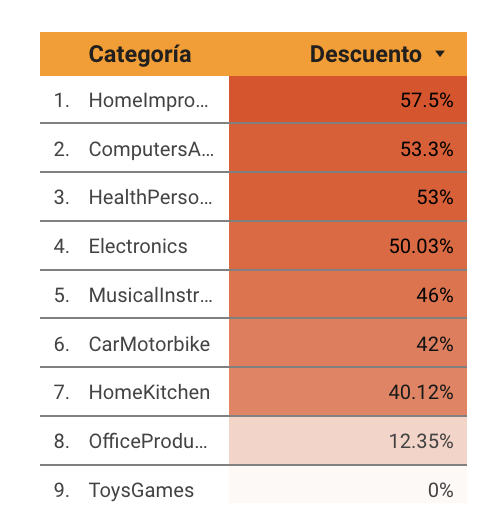 Categoría Descuento
1. HomeImpro... 57.5%
2. ComputersA... 53.3%
3. HealthPerso... 53%
4. Electronics 50.03%
5. MusicalInstr... 46%
6. CarMotorbike 42%
7. HomeKitchen 40.12%
8. OfficeProdu... 12.35%
9. ToysGames 0%